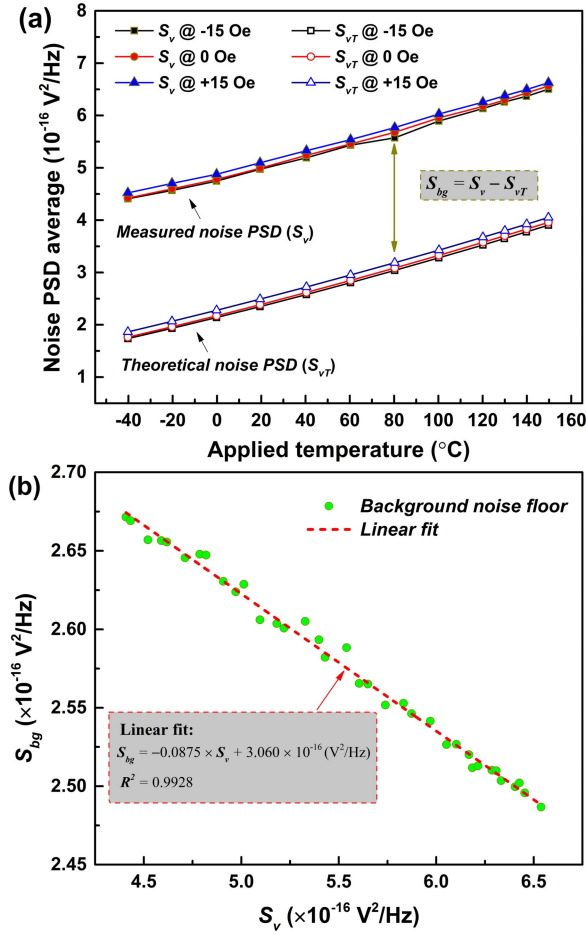 (a)
S_v @ -15 Oe
S_v @ 0 Oe
S_v @ +15 Oe
S_vT @ -15 Oe
S_vT @ 0 Oe
S_vT @ +15 Oe
Noise PSD average (10⁻¹⁶ V²/Hz)
8
7
6
5
4
3
2
1
S_bg = S_v − S_vT
Measured noise PSD (S_v)
Theoretical noise PSD (S_vT)
-40 -20 0 20 40 60 80 100 120 140 160
Applied temperature (°C)
(b)
S_bg (×10⁻¹⁶ V²/Hz)
2.70
2.65
2.60
2.55
2.50
2.45
Background noise floor
Linear fit
Linear fit:
S_bg = −0.0875 × S_v + 3.060 × 10⁻¹⁶ (V²/Hz)
R² = 0.9928
4.5 5.0 5.5 6.0 6.5
S_v (×10⁻¹⁶ V²/Hz)